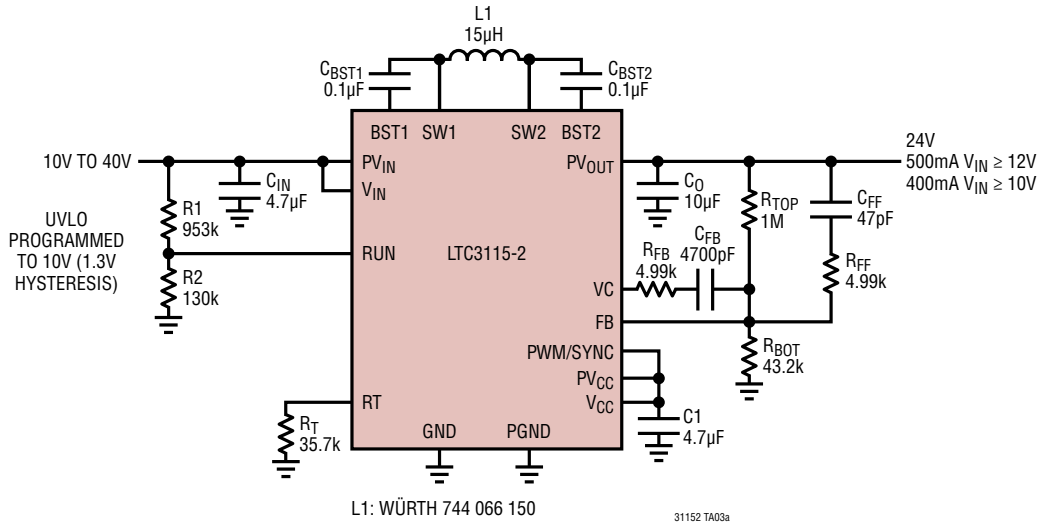 L1
15µH
CBST1
0.1µF
CBST2
0.1µF
BST1 SW1 SW2 BST2
10V TO 40V
PVIN
VIN
PVOUT
24V
500mA VIN ≥ 12V
400mA VIN ≥ 10V
CIN
4.7µF
R1
953k
UVLO
PROGRAMMED
TO 10V (1.3V
HYSTERESIS)
R2
130k
RUN
LTC3115-2
CO
10µF
RTOP
1M
CFF
47pF
RFB
4.99k
CFB
4700pF
RFF
4.99k
VC
FB
RBOT
43.2k
PWM/SYNC
PVCC
VCC
C1
4.7µF
RT
RT
35.7k
GND PGND
L1: WÜRTH 744 066 150
31152 TA03a